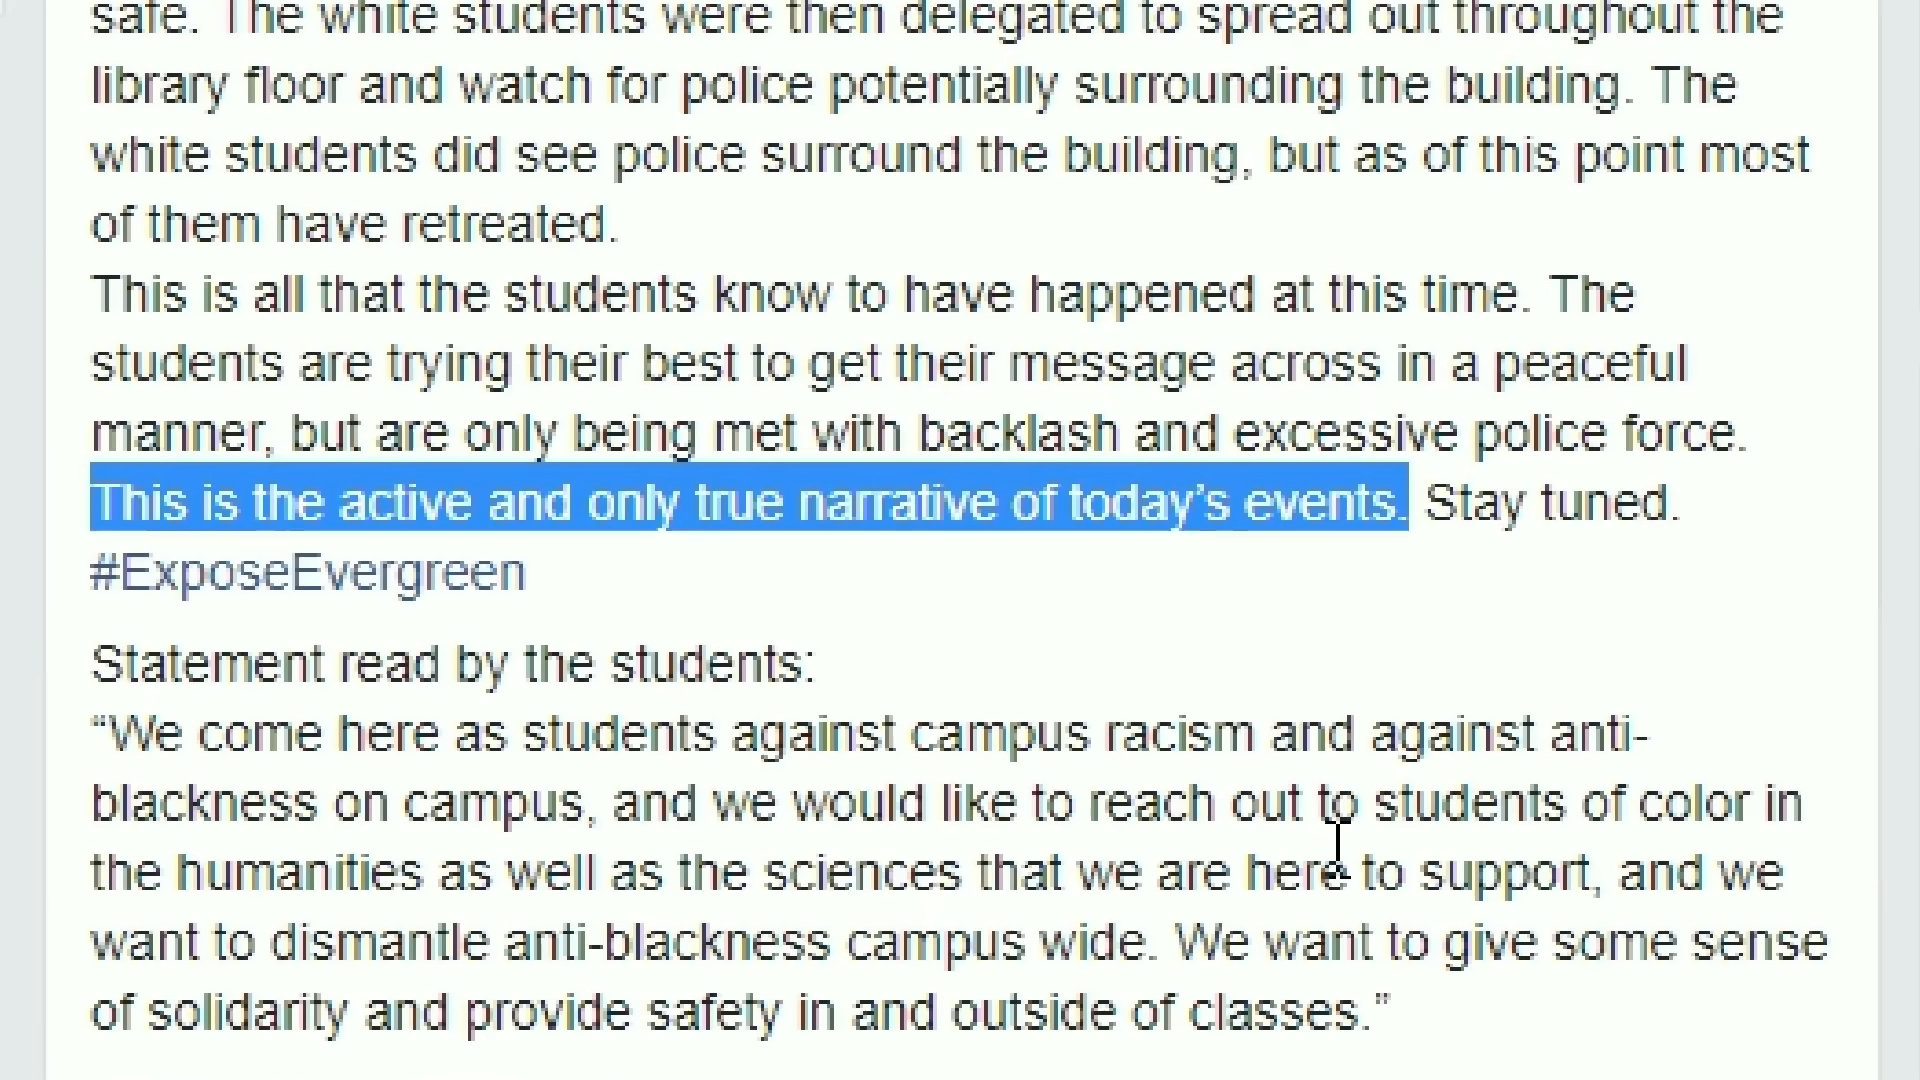 safe. The white students were then delegated to spread out throughout the
library floor and watch for police potentially surrounding the building. The
white students did see police surround the building, but as of this point most
of them have retreated.
This is all that the students know to have happened at this time. The
students are trying their best to get their message across in a peaceful
manner, but are only being met with backlash and excessive police force.
This is the active and only true narrative of today’s events. Stay tuned.
#ExposeEvergreen
Statement read by the students:
“We come here as students against campus racism and against anti-
blackness on campus, and we would like to reach out to students of color in
the humanities as well as the sciences that we are here to support, and we
want to dismantle anti-blackness campus wide. We want to give some sense
of solidarity and provide safety in and outside of classes.”